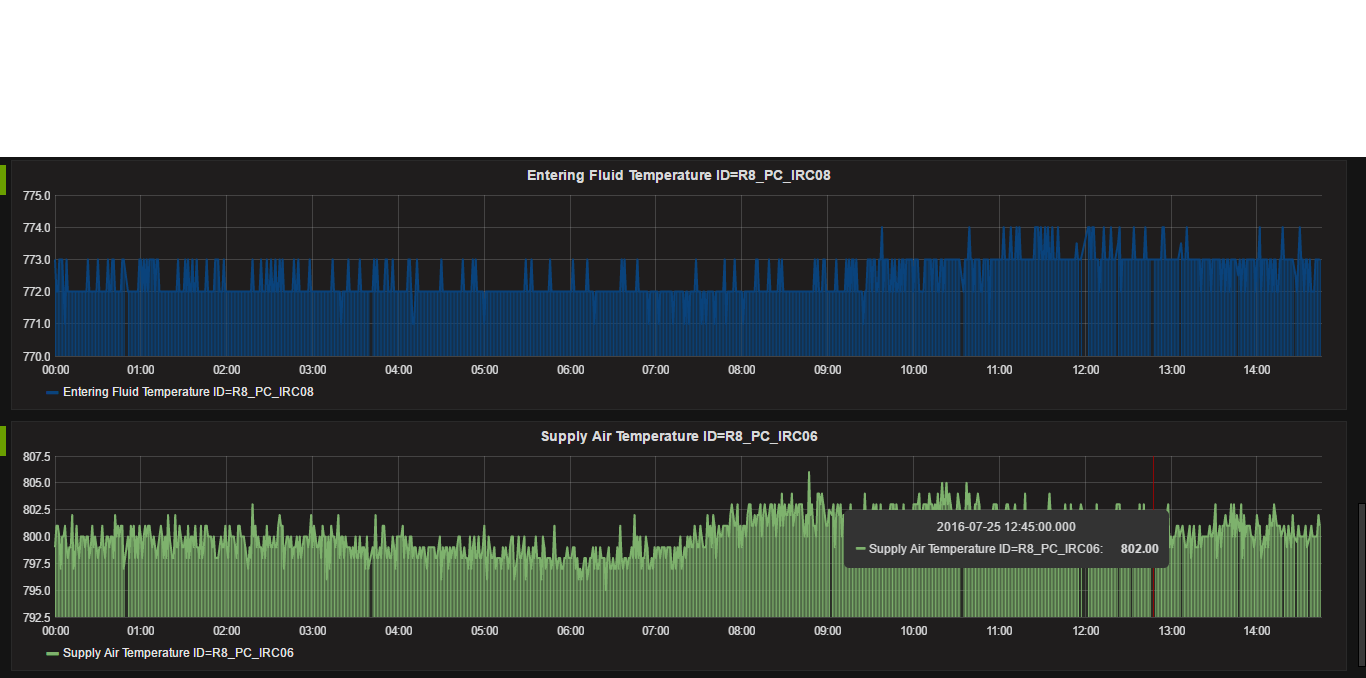 Entering Fluid Temperature ID=R8_PC_IRC08
775.0
774.0
773.0
772.0
771.0
770.0
00:00 01:00 02:00 03:00 04:00 05:00 06:00 07:00 08:00 09:00 10:00 11:00 12:00 13:00 14:00
Entering Fluid Temperature ID=R8_PC_IRC08
Supply Air Temperature ID=R8_PC_IRC06
807.5
805.0
802.5
800.0
797.5
795.0
792.5
2016-07-25 12:45:00.000
Supply Air Temperature ID=R8_PC_IRC06: 802.00
00:00 01:00 02:00 03:00 04:00 05:00 06:00 07:00 08:00 09:00 10:00 11:00 12:00 13:00 14:00
Supply Air Temperature ID=R8_PC_IRC06